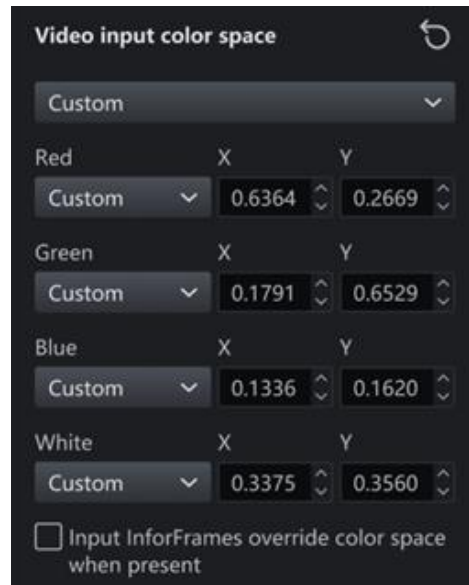 Video input color space
Custom
Red X Y
Custom 0.6364 0.2669
Green X Y
Custom 0.1791 0.6529
Blue X Y
Custom 0.1336 0.1620
White X Y
Custom 0.3375 0.3560
Input InforFrames override color space
when present